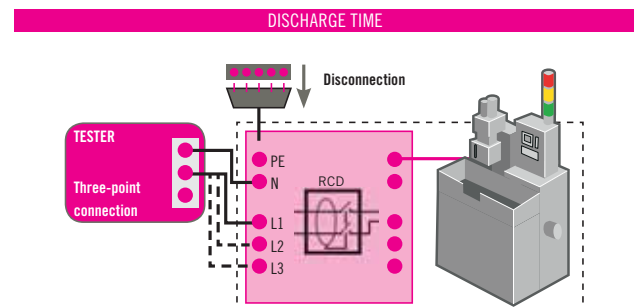 DISCHARGE TIME
Disconnection
TESTER
Three-point
connection
PE
N
RCD
L1
L2
L3